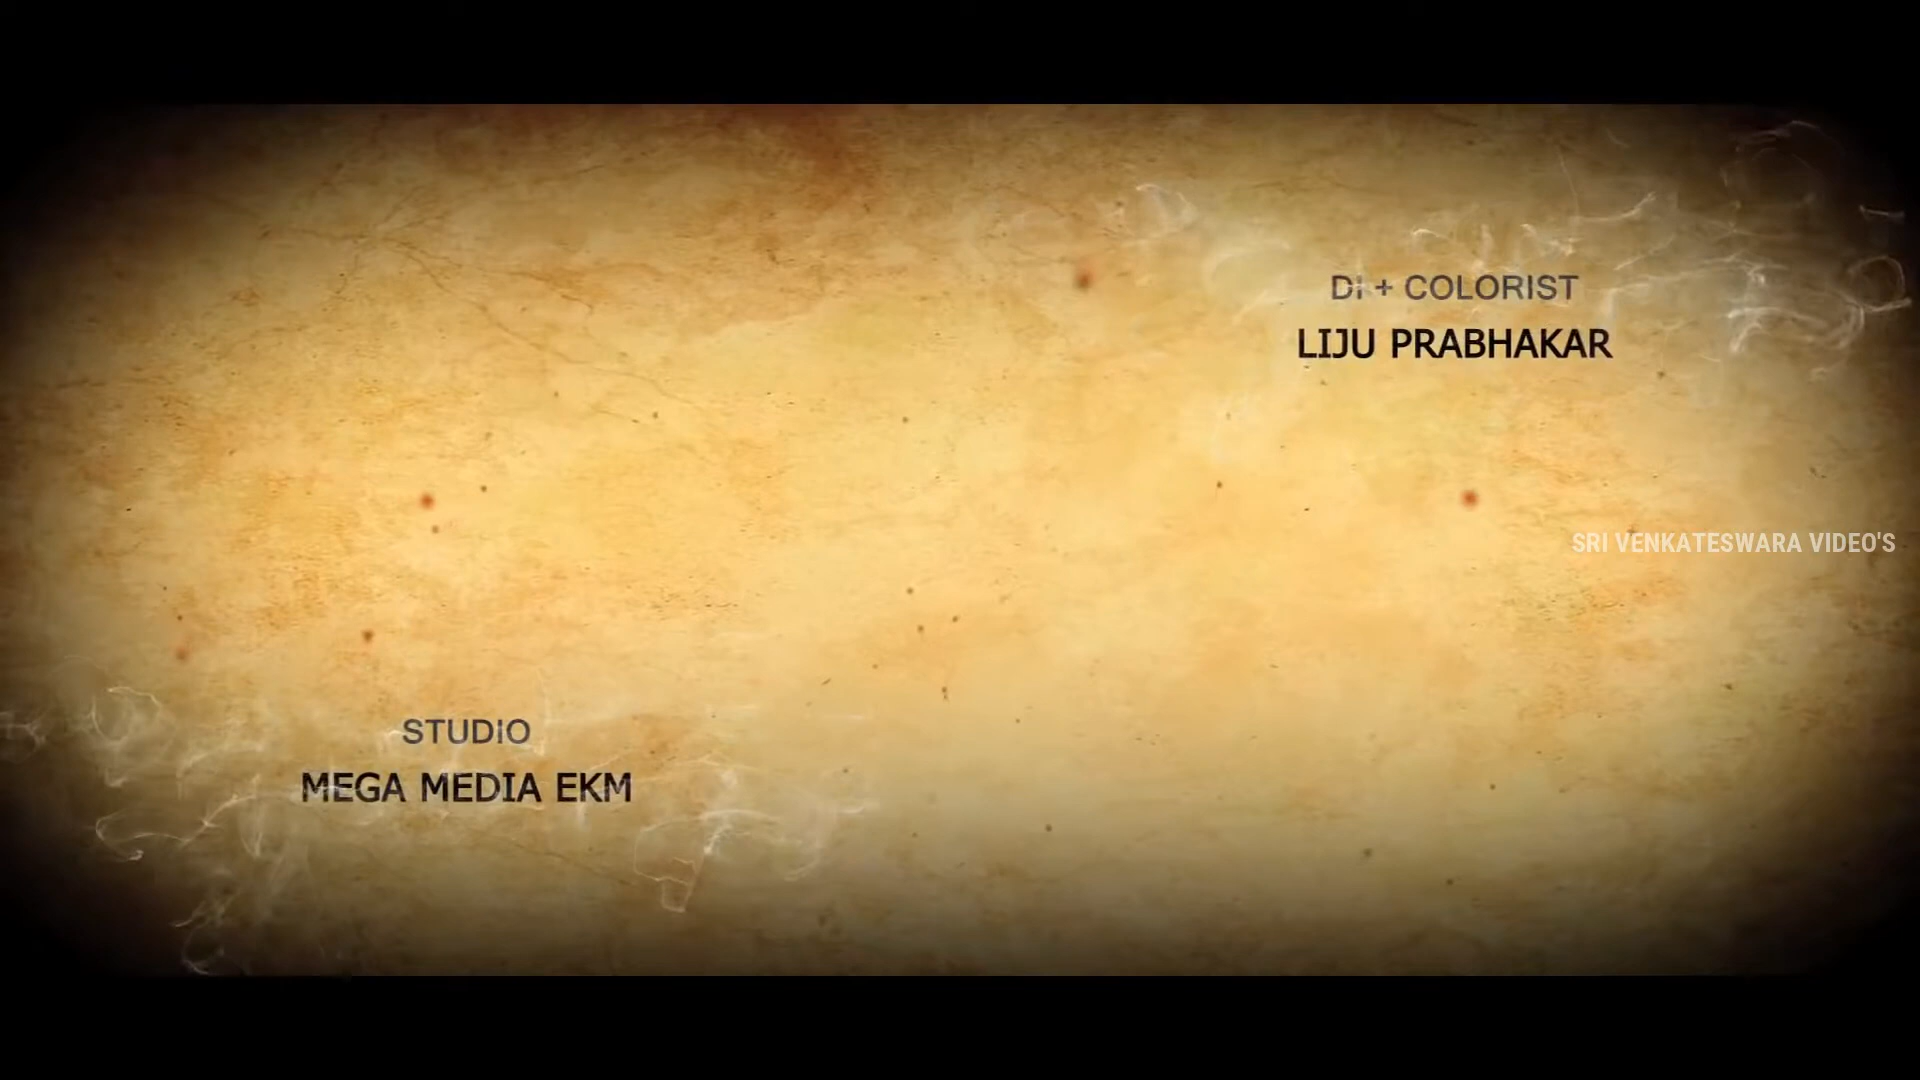 DI + COLORIST
LIJU PRABHAKAR
SRI VENKATESWARA VIDEO'S
STUDIO
MEGA MEDIA EKM